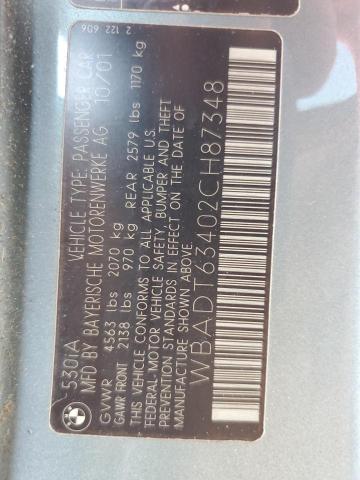 530iA
VEHICLE TYPE: PASSENGER CAR
MFD BY BAYERISCHE MOTORENWERKE AG 10/01
GVWR 4563 lbs 2070 kg
GAWR FRONT 2138 lbs 970 kg REAR 2579 lbs 1170 kg
THIS VEHICLE CONFORMS TO ALL APPLICABLE U.S.
FEDERAL-MOTOR VEHICLE SAFETY, BUMPER AND THEFT
PREVENTION STANDARDS IN EFFECT ON THE DATE OF
MANUFACTURE SHOWN ABOVE.
WBADT63402CH87348
2 122 606